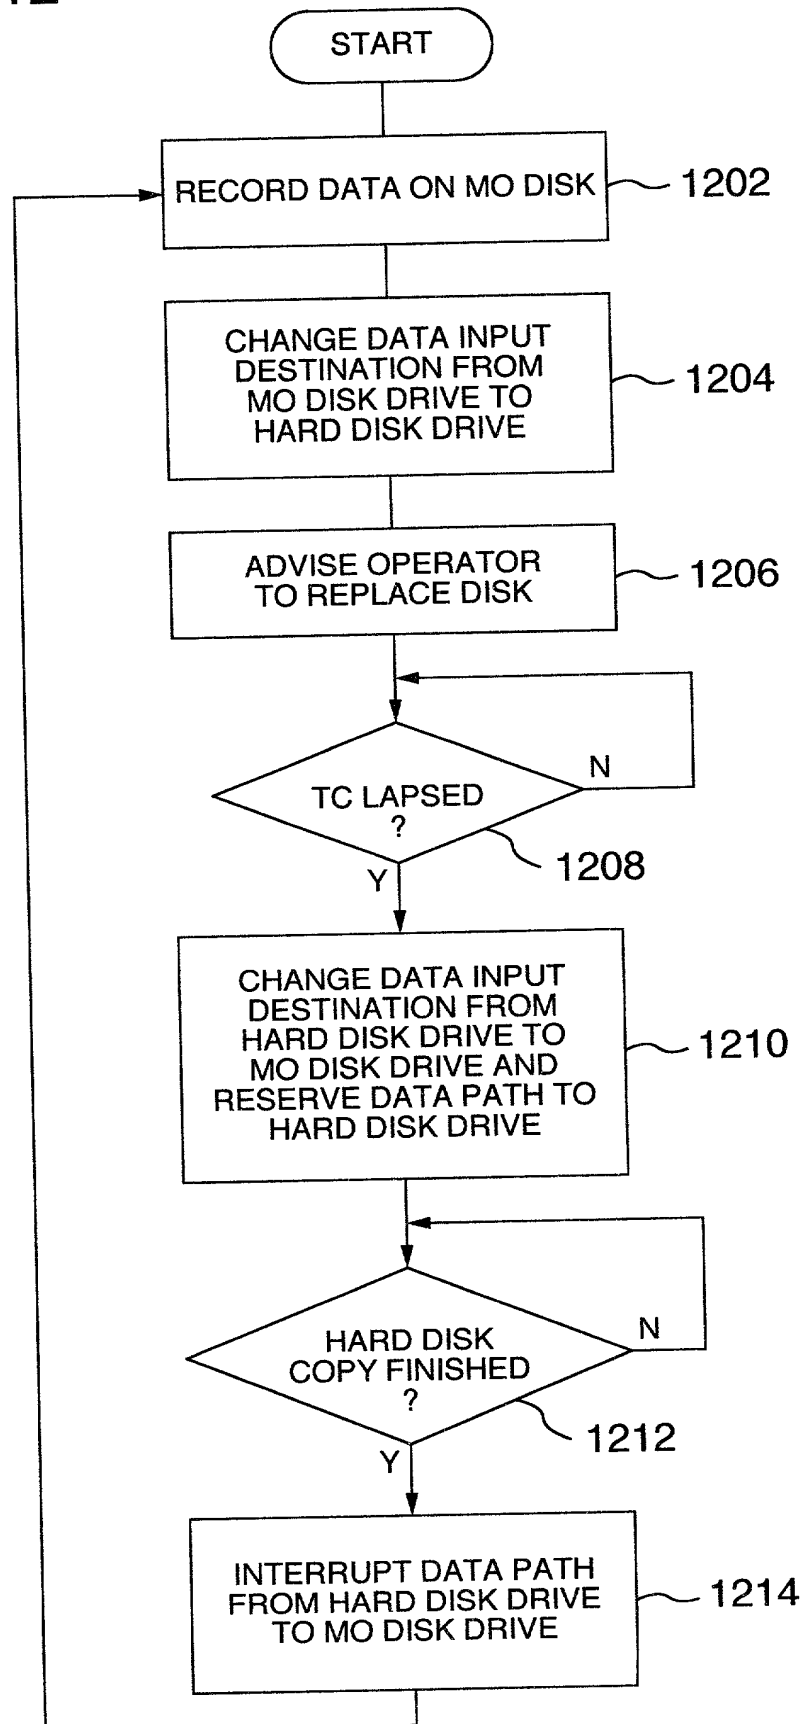 START
RECORD DATA ON MO DISK
1202
CHANGE DATA INPUT
DESTINATION FROM
MO DISK DRIVE TO
HARD DISK DRIVE
1204
ADVISE OPERATOR
TO REPLACE DISK
1206
N
TC LAPSED
?
1208
Y
CHANGE DATA INPUT
DESTINATION FROM
HARD DISK DRIVE TO
MO DISK DRIVE AND
RESERVE DATA PATH TO
HARD DISK DRIVE
1210
N
HARD DISK
COPY FINISHED
?
1212
Y
INTERRUPT DATA PATH
FROM HARD DISK DRIVE
TO MO DISK DRIVE
1214